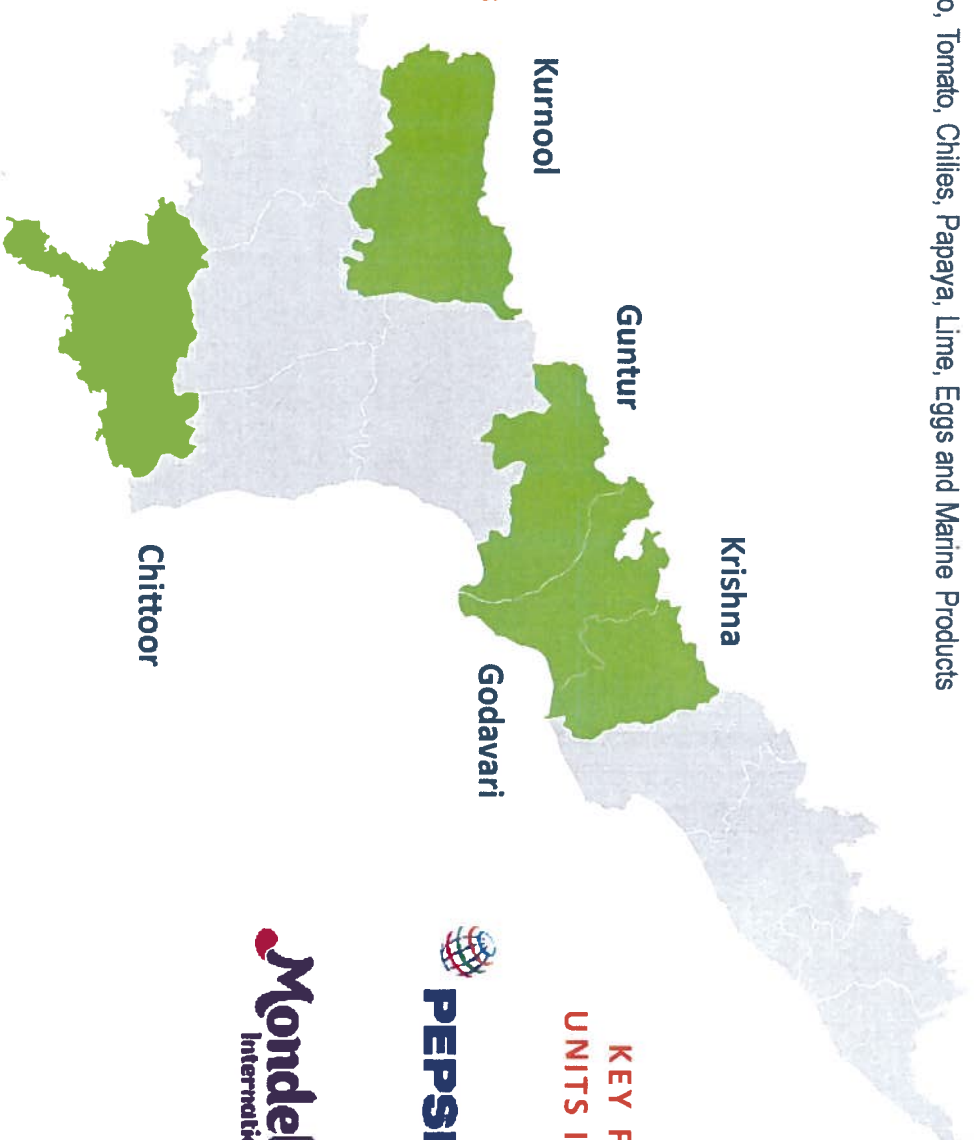 Tomato, Chilies, Papaya, Lime, Eggs and Marine Products
Krishna
Guntur
Kurnool
Godavari
Chittoor
KEY
UNITS
PEPSI
Monde
Internati